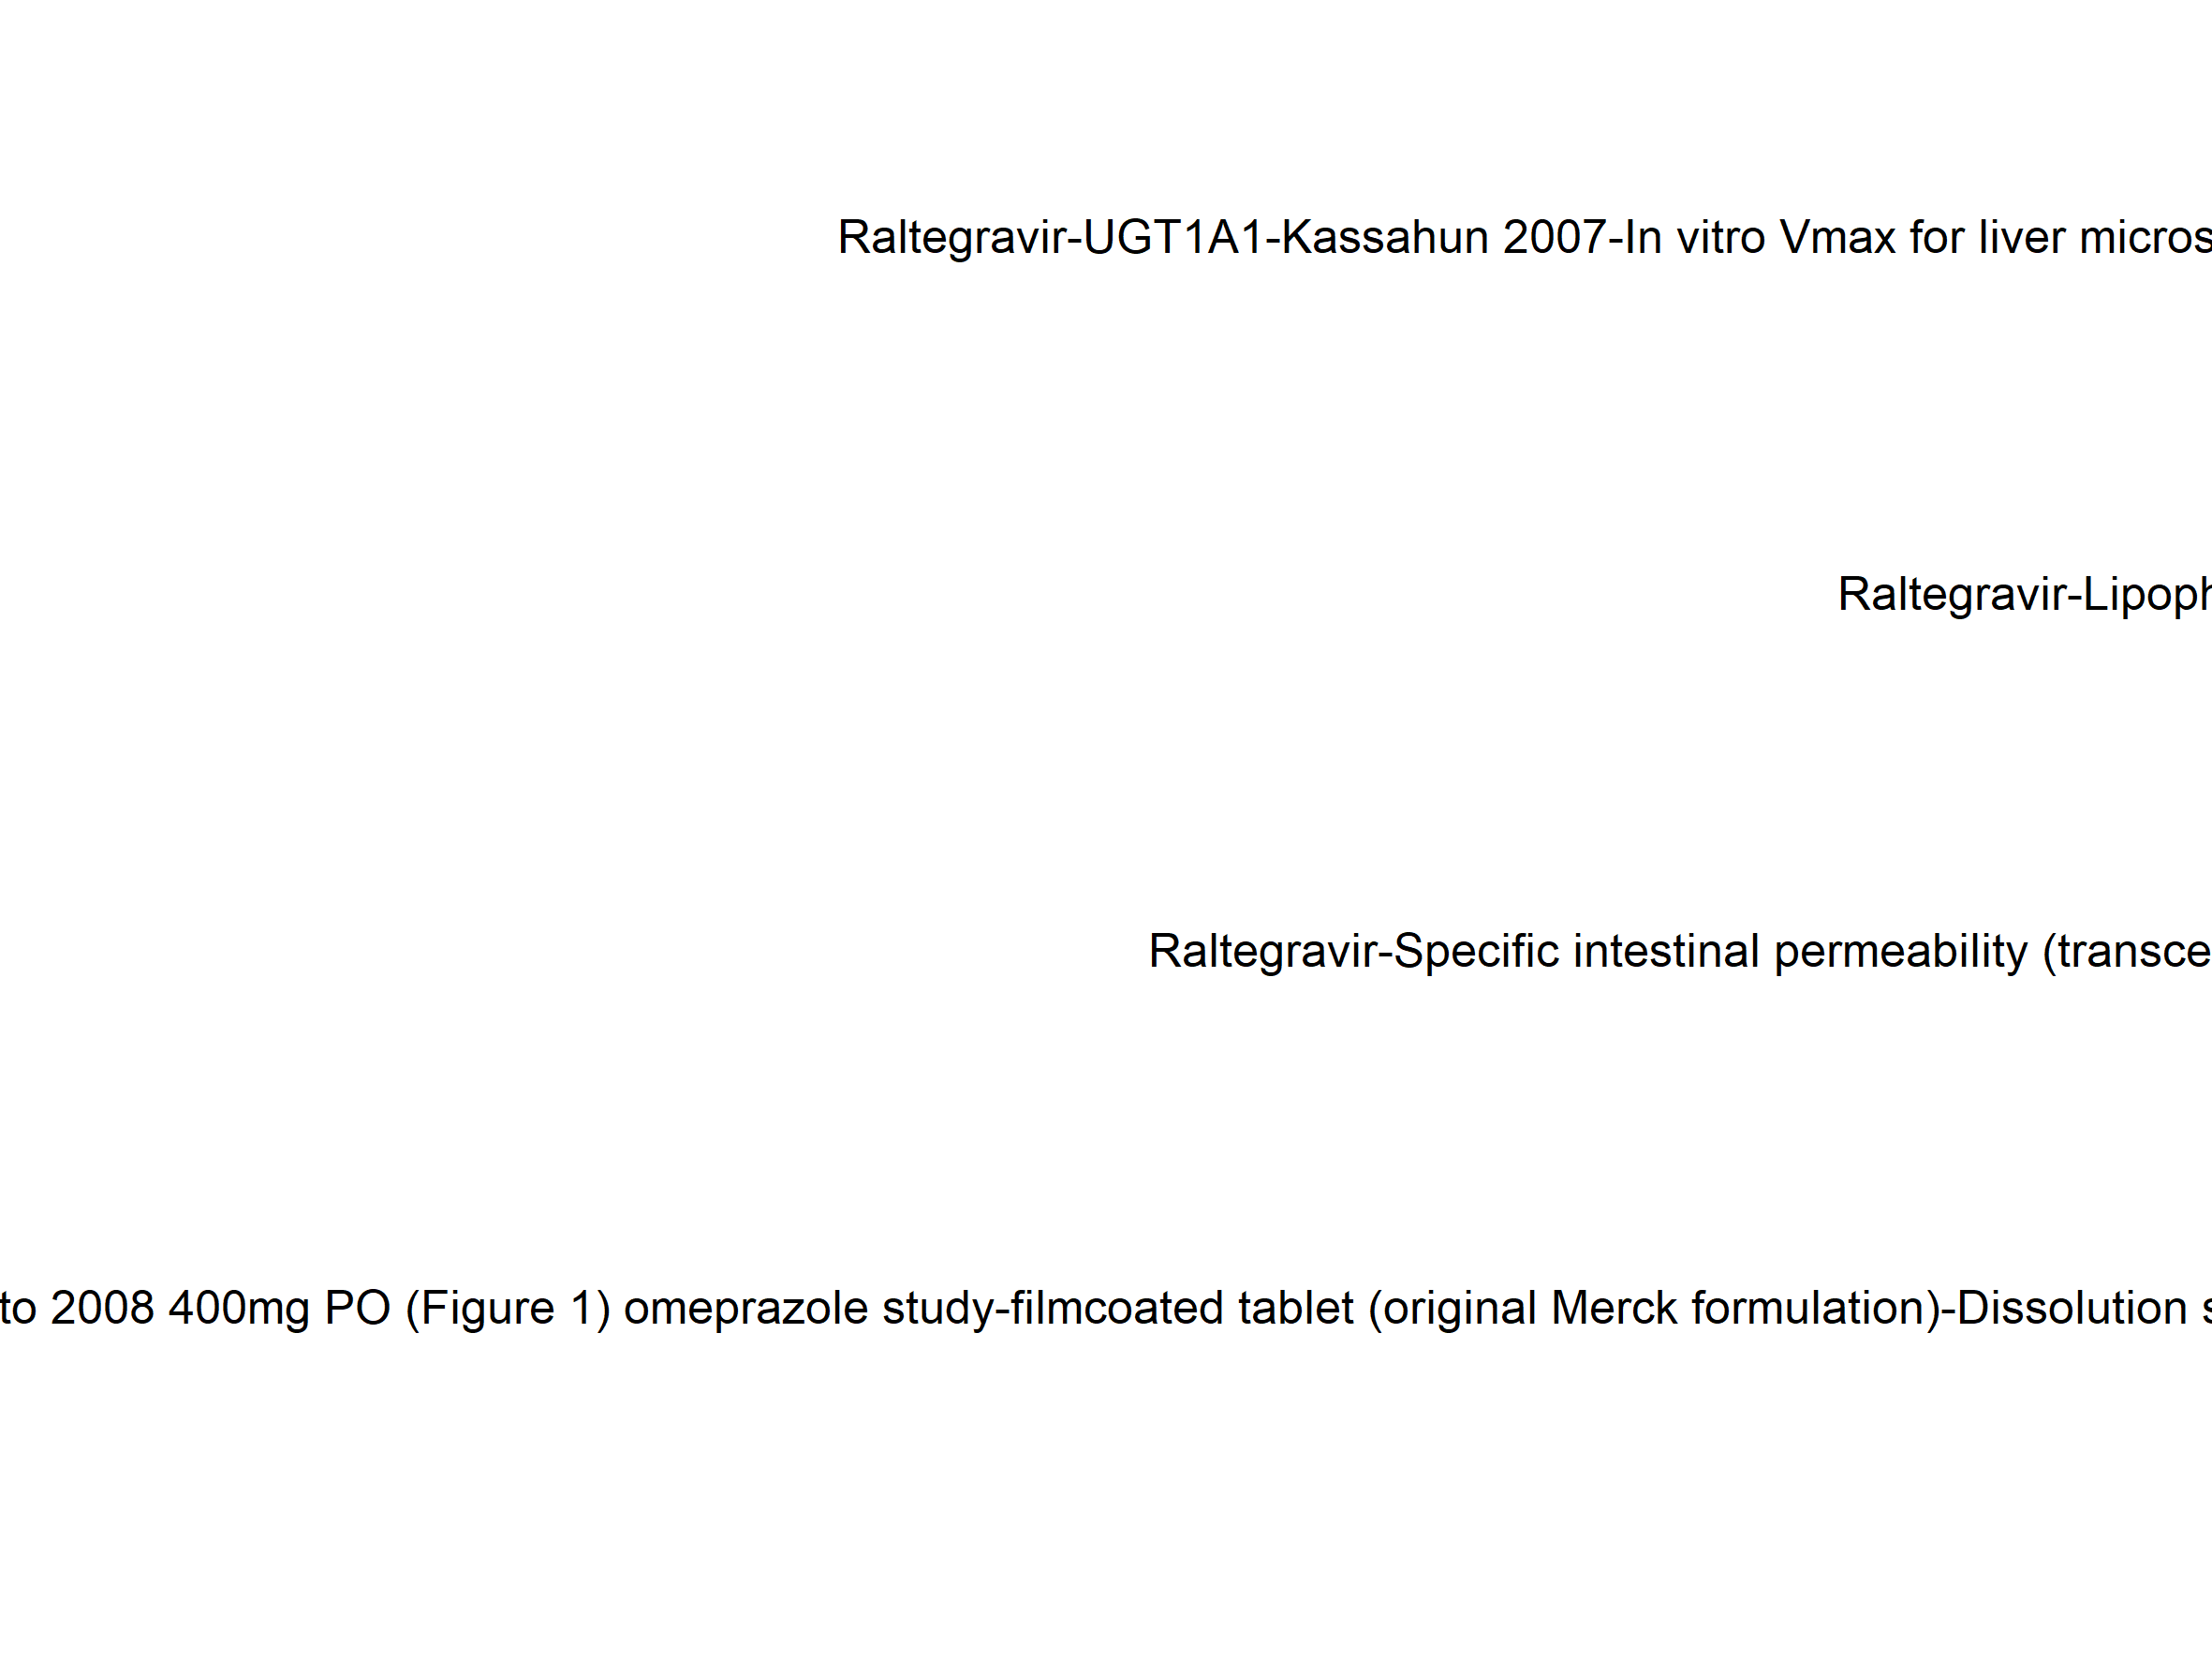 Raltegravir-UGT1A1-Kassahun 2007-In vitro Vmax for liver micros
Raltegravir-Lipoph
Raltegravir-Specific intestinal permeability (transce
to 2008 400mg PO (Figure 1) omeprazole study-filmcoated tablet (original Merck formulation)-Dissolution s